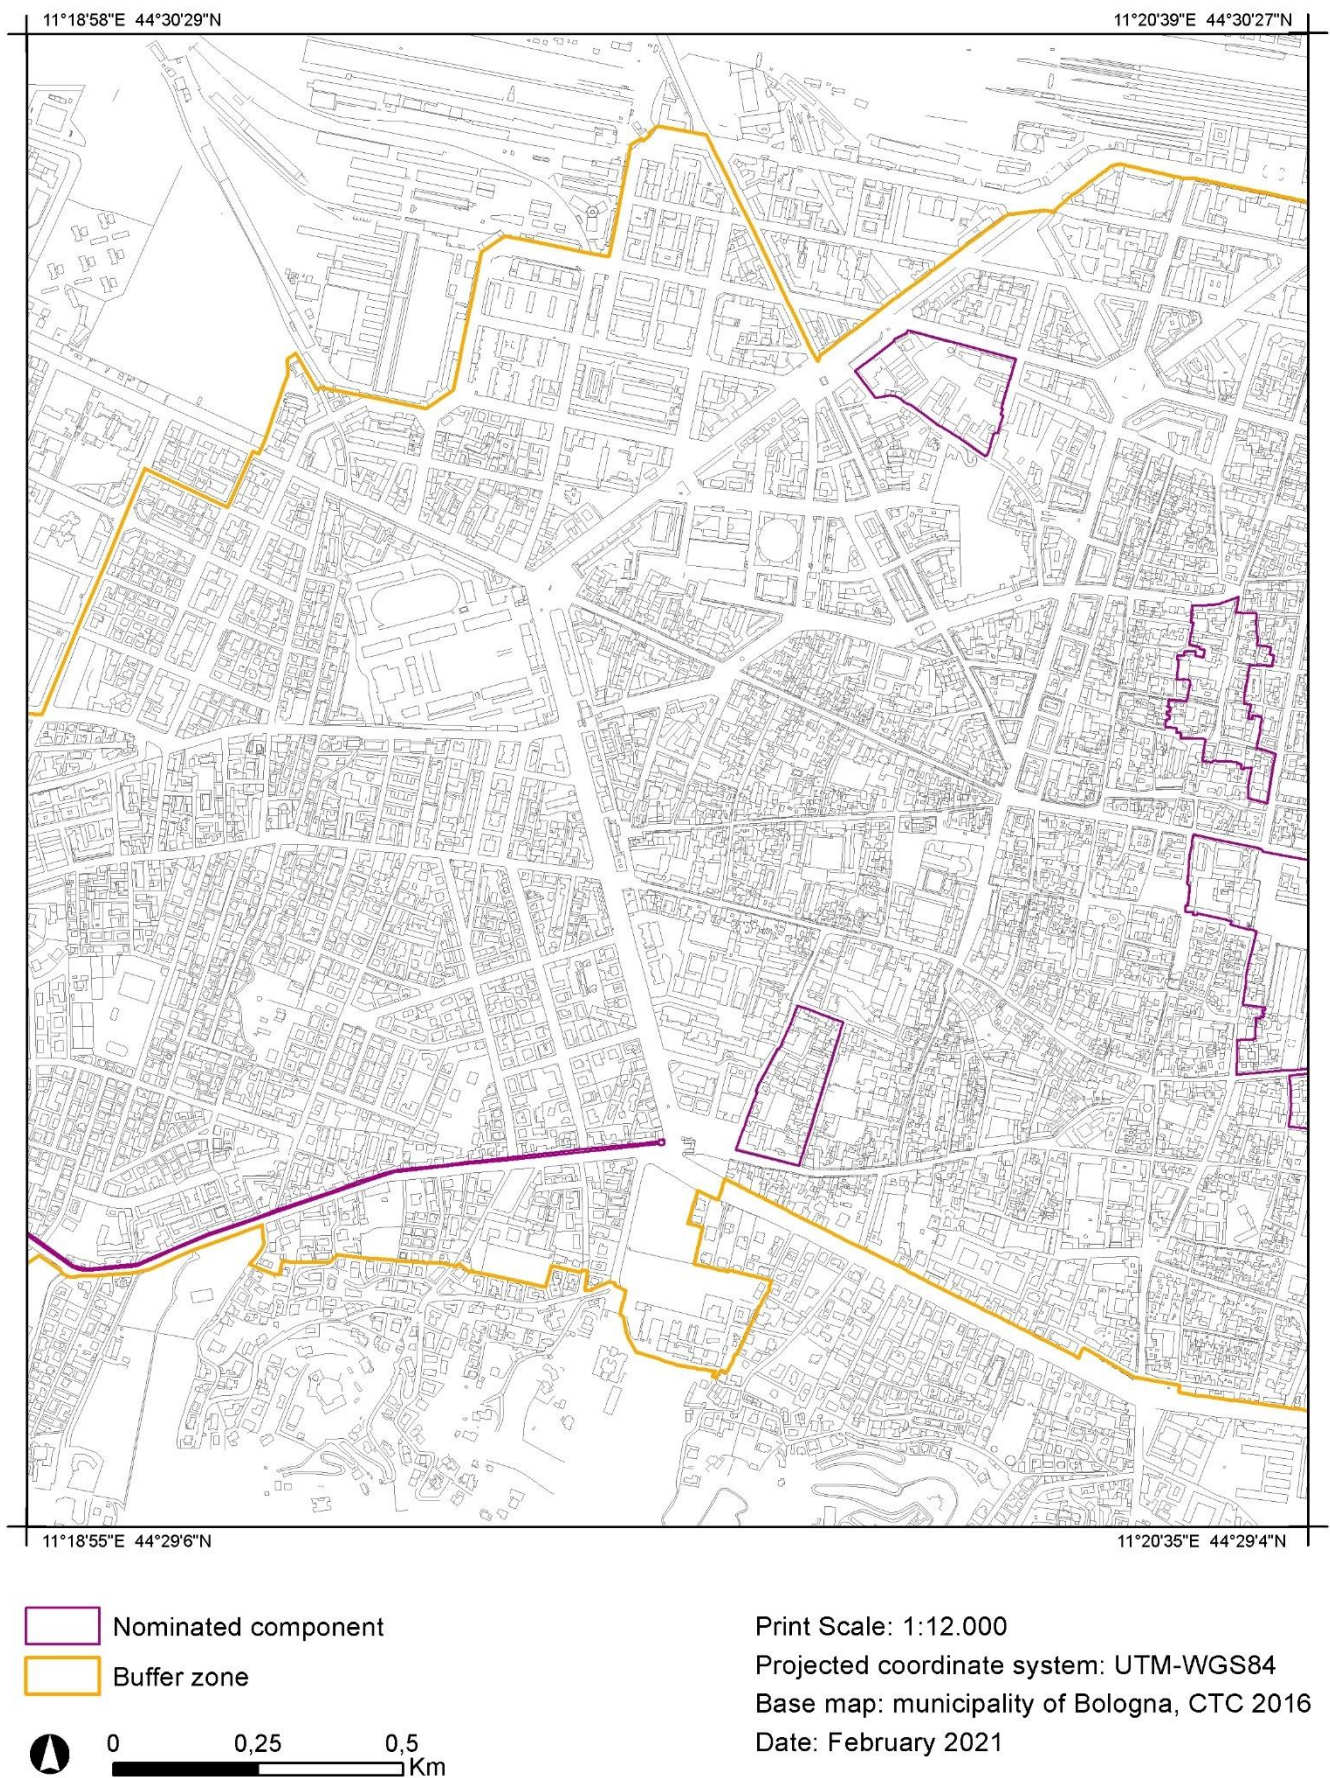 11°18'58"E 44°30'29"N
11°20'39"E 44°30'27"N
11°18'55"E 44°29'6"N
11°20'35"E 44°29'4"N
Nominated component
Buffer zone
0 0,25 0,5
Km
Print Scale: 1:12.000
Projected coordinate system: UTM-WGS84
Base map: municipality of Bologna, CTC 2016
Date: February 2021